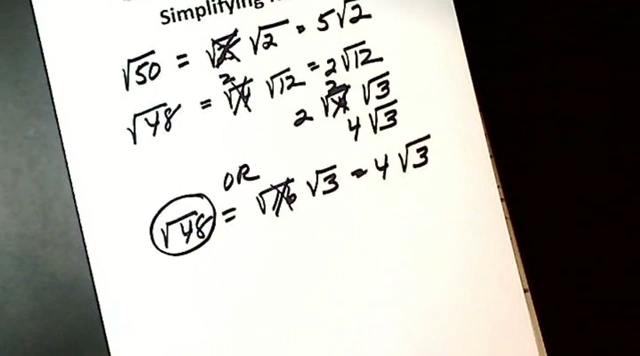 Simplifying
√50 = √25 √2 = 5√2
√48 = √4 √12 = 2√12
2 √4 √3
4√3
OR
√48 = √16 √3 = 4√3